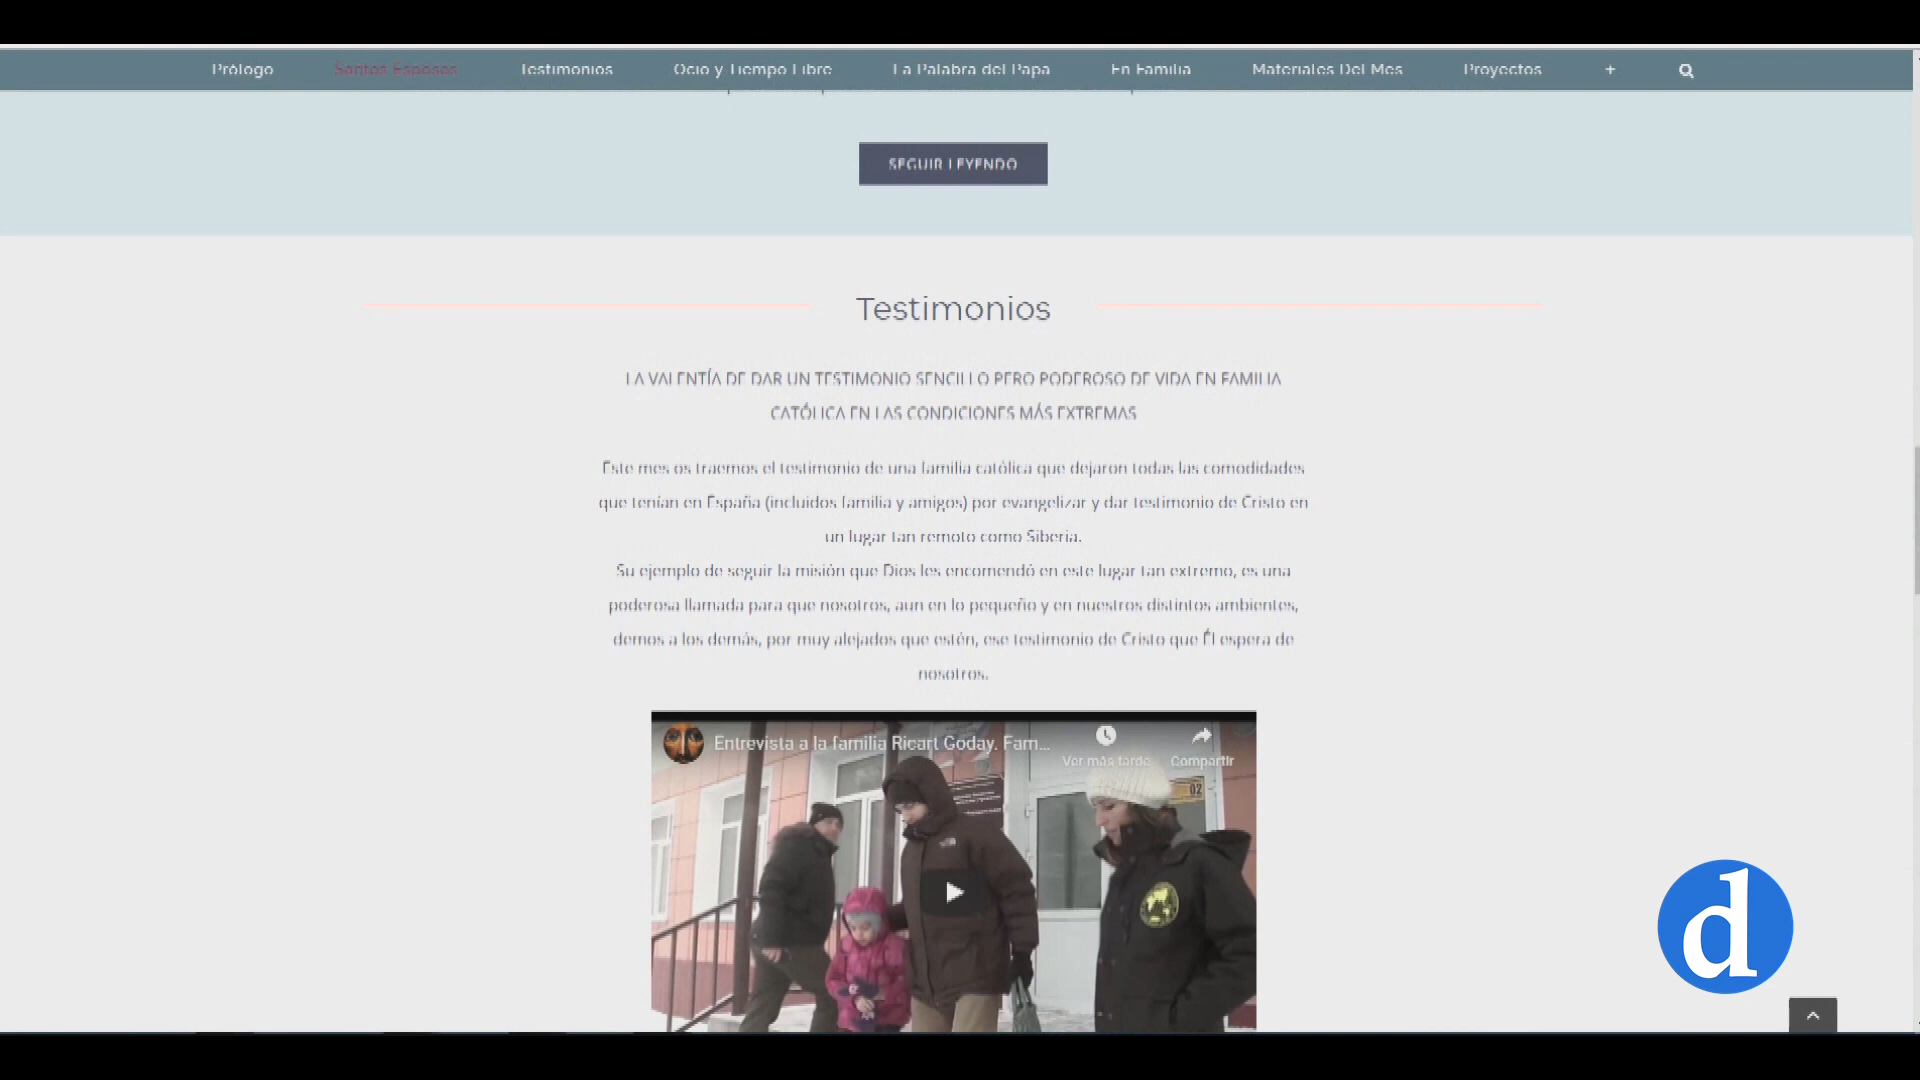 Prólogo Santos Esposos Testimonios Ocio y Tiempo Libre La Palabra del Papa En Familia Materiales Del Mes Proyectos +
SEGUIR LEYENDO
Testimonios
LA VALENTÍA DE DAR UN TESTIMONIO SENCILLO PERO PODEROSO DE VIDA EN FAMILIA
CATÓLICA EN LAS CONDICIONES MÁS EXTREMAS
Este mes os traemos el testimonio de una familia católica que dejaron todas las comodidades
que tenían en España (incluidos familia y amigos) por evangelizar y dar testimonio de Cristo en
un lugar tan remoto como Siberia.
Su ejemplo de seguir la misión que Dios les encomendó en este lugar tan extremo, es una
poderosa llamada para que nosotros, aun en lo pequeño y en nuestros distintos ambientes,
demos a los demás, por muy alejados que estén, ese testimonio de Cristo que Él espera de
nosotros.
Entrevista a la familia Ricart Goday. Fam...
Ver más tarde Compartir
02
d